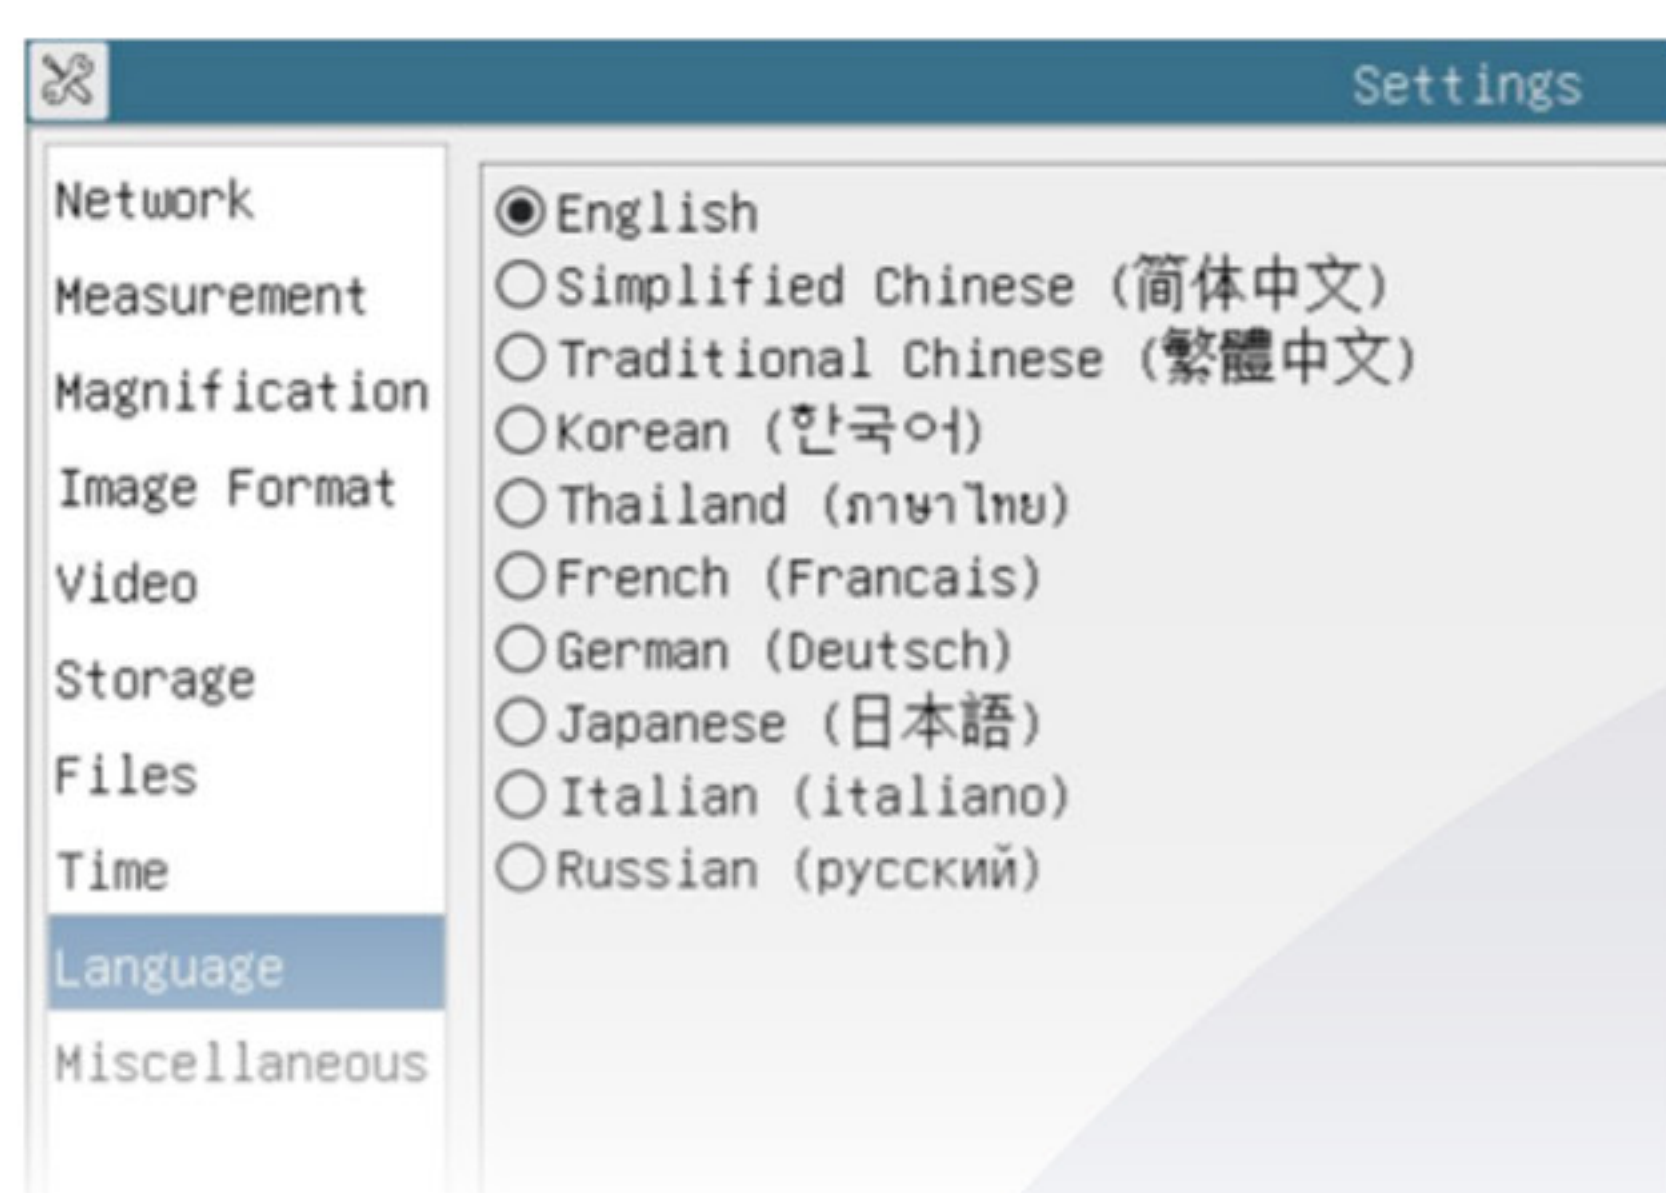 Settings
Network
Measurement
Magnification
Image Format
Video
Storage
Files
Time
Language
Miscellaneous
English
Simplified Chinese (简体中文)
Traditional Chinese (繁體中文)
Korean (한국어)
Thailand (ภาษาไทย)
French (Francais)
German (Deutsch)
Japanese (日本語)
Italian (italiano)
Russian (русский)